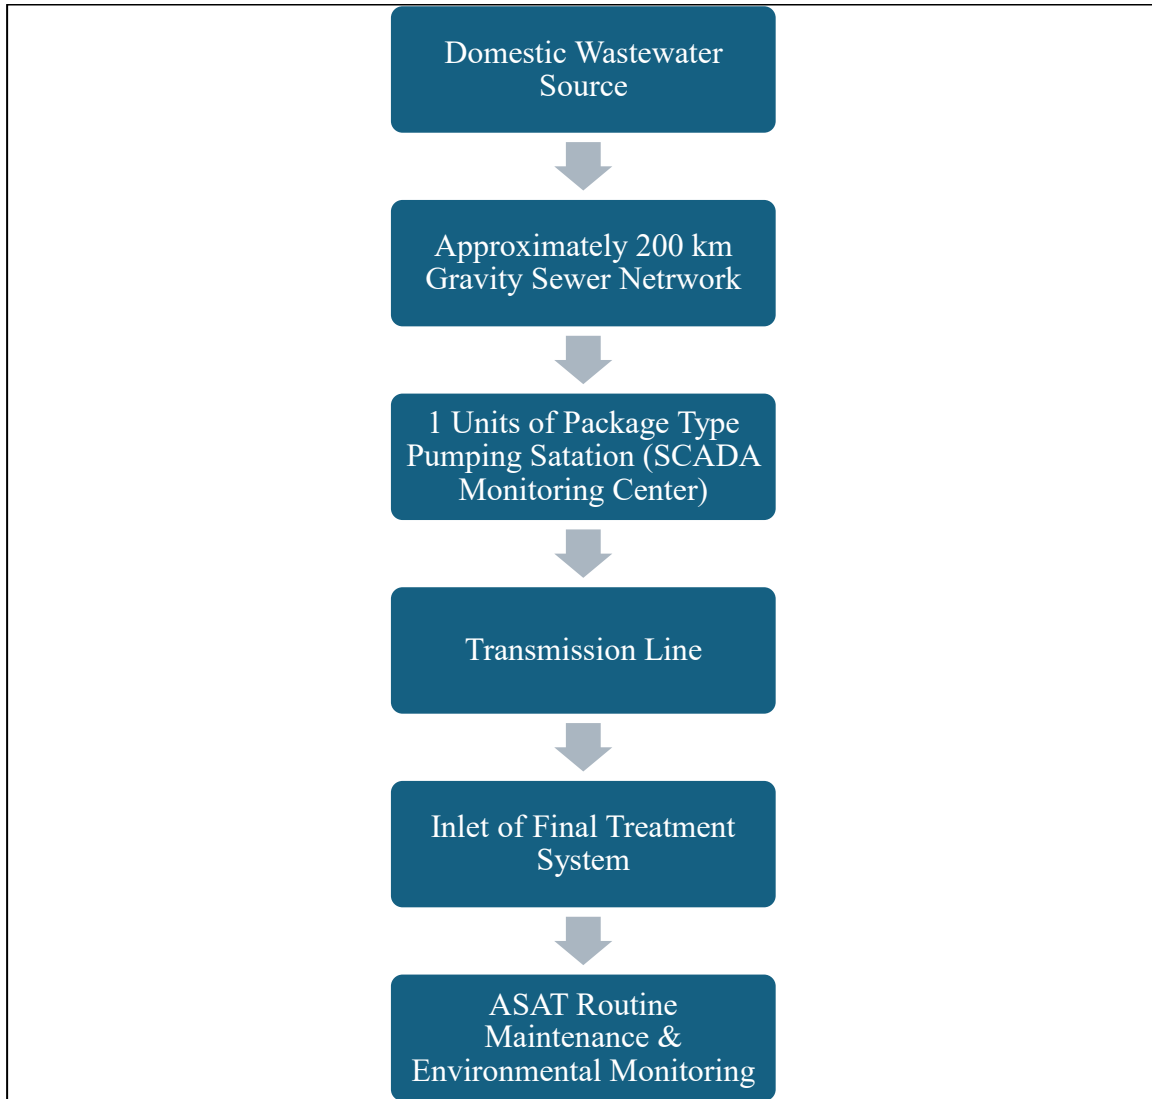 Domestic Wastewater
Source
Approximately 200 km
Gravity Sewer Netrwork
1 Units of Package Type
Pumping Satation (SCADA
Monitoring Center)
Transmission Line
Inlet of Final Treatment
System
ASAT Routine
Maintenance &
Environmental Monitoring